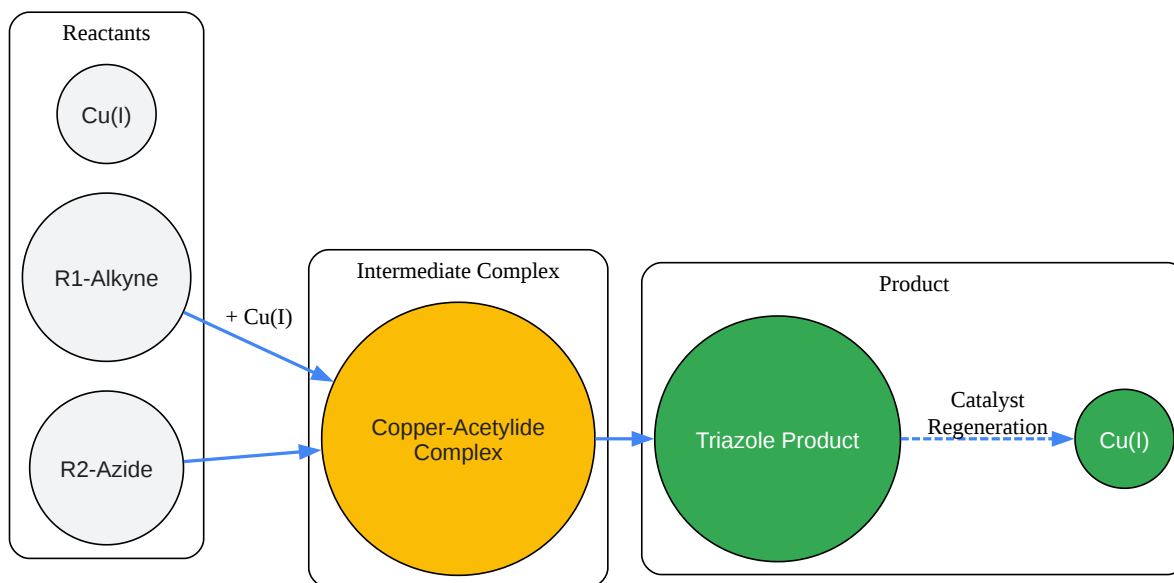 Reactants
Cu(I)
R1-Alkyne
R2-Azide
+ Cu(I)
Intermediate Complex
Copper-Acetylide
Complex
Product
Triazole Product
Catalyst
Regeneration
Cu(I)